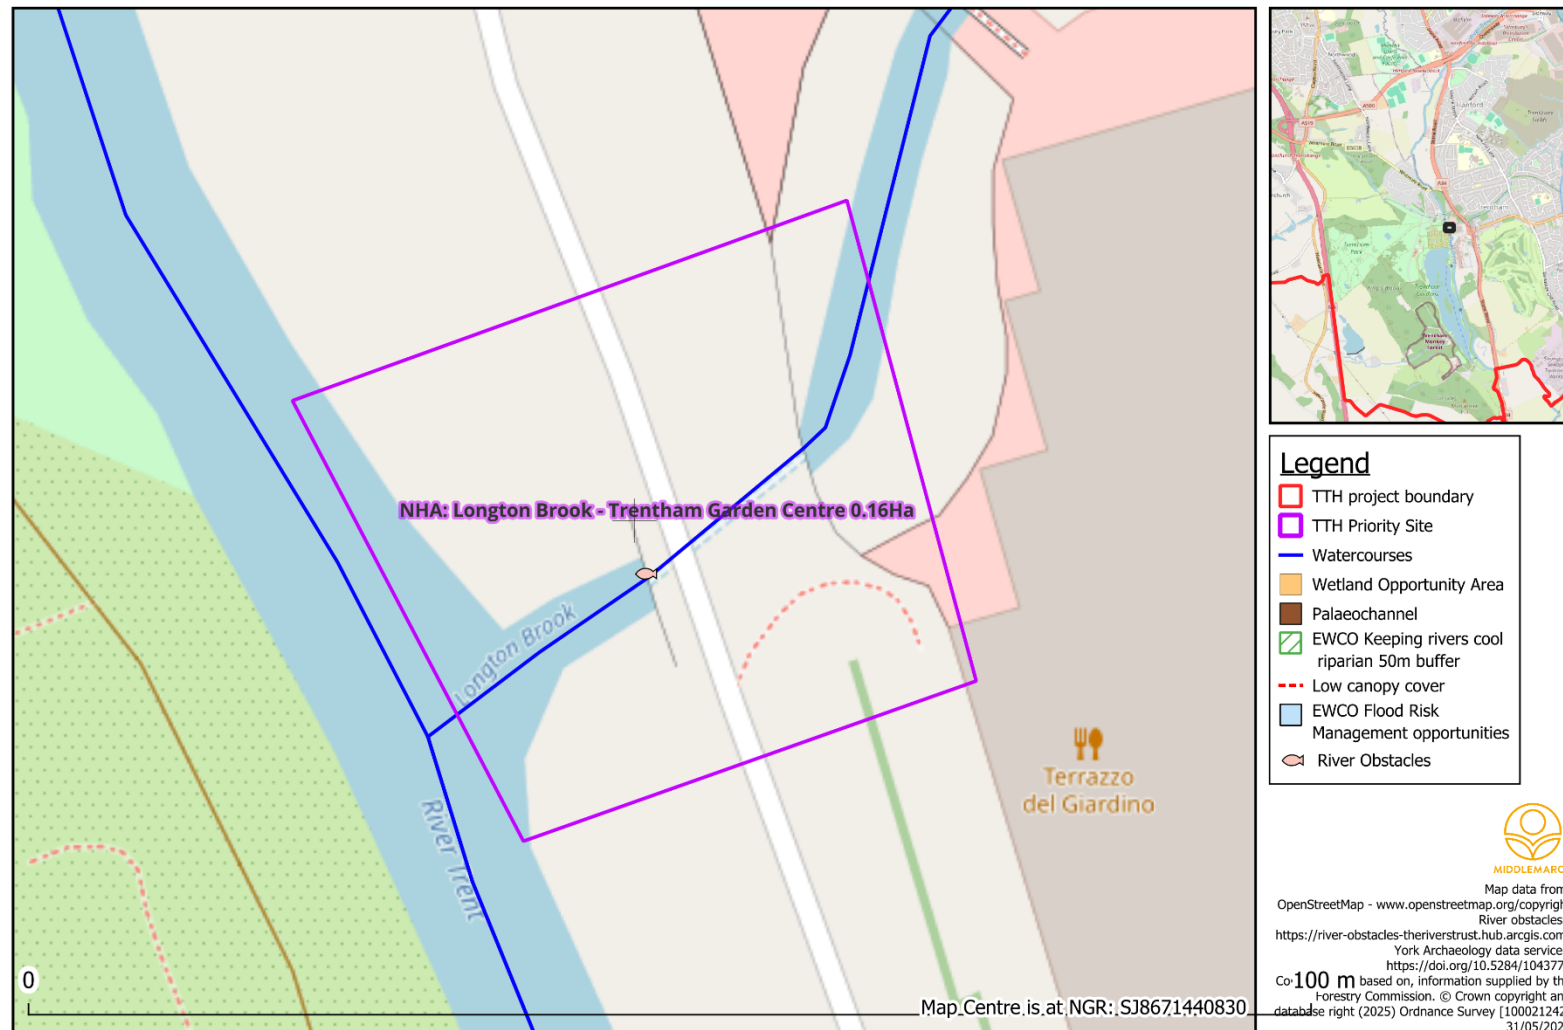 NHA: Longton Brook - Trentham Garden Centre 0.16Ha
Longton Brook
River Trent
Terrazzo
del Giardino
0
100 m
Map Centre is at NGR: SJ8671440830
Hanford
Trentham
Legend
TTH project boundary
TTH Priority Site
Watercourses
Wetland Opportunity Area
Palaeochannel
EWCO Keeping rivers cool
riparian 50m buffer
Low canopy cover
EWCO Flood Risk
Management opportunities
River Obstacles
MIDDLEMARC
Map data from
OpenStreetMap - www.openstreetmap.org/copyrigh
River obstacles
https://river-obstacles-theriverstrust.hub.arcgis.com
York Archaeology data service
https://doi.org/10.5284/104377
Co
based on, information supplied by th
Forestry Commission. © Crown copyright an
database right (2025) Ordnance Survey [10002124
31/05/202